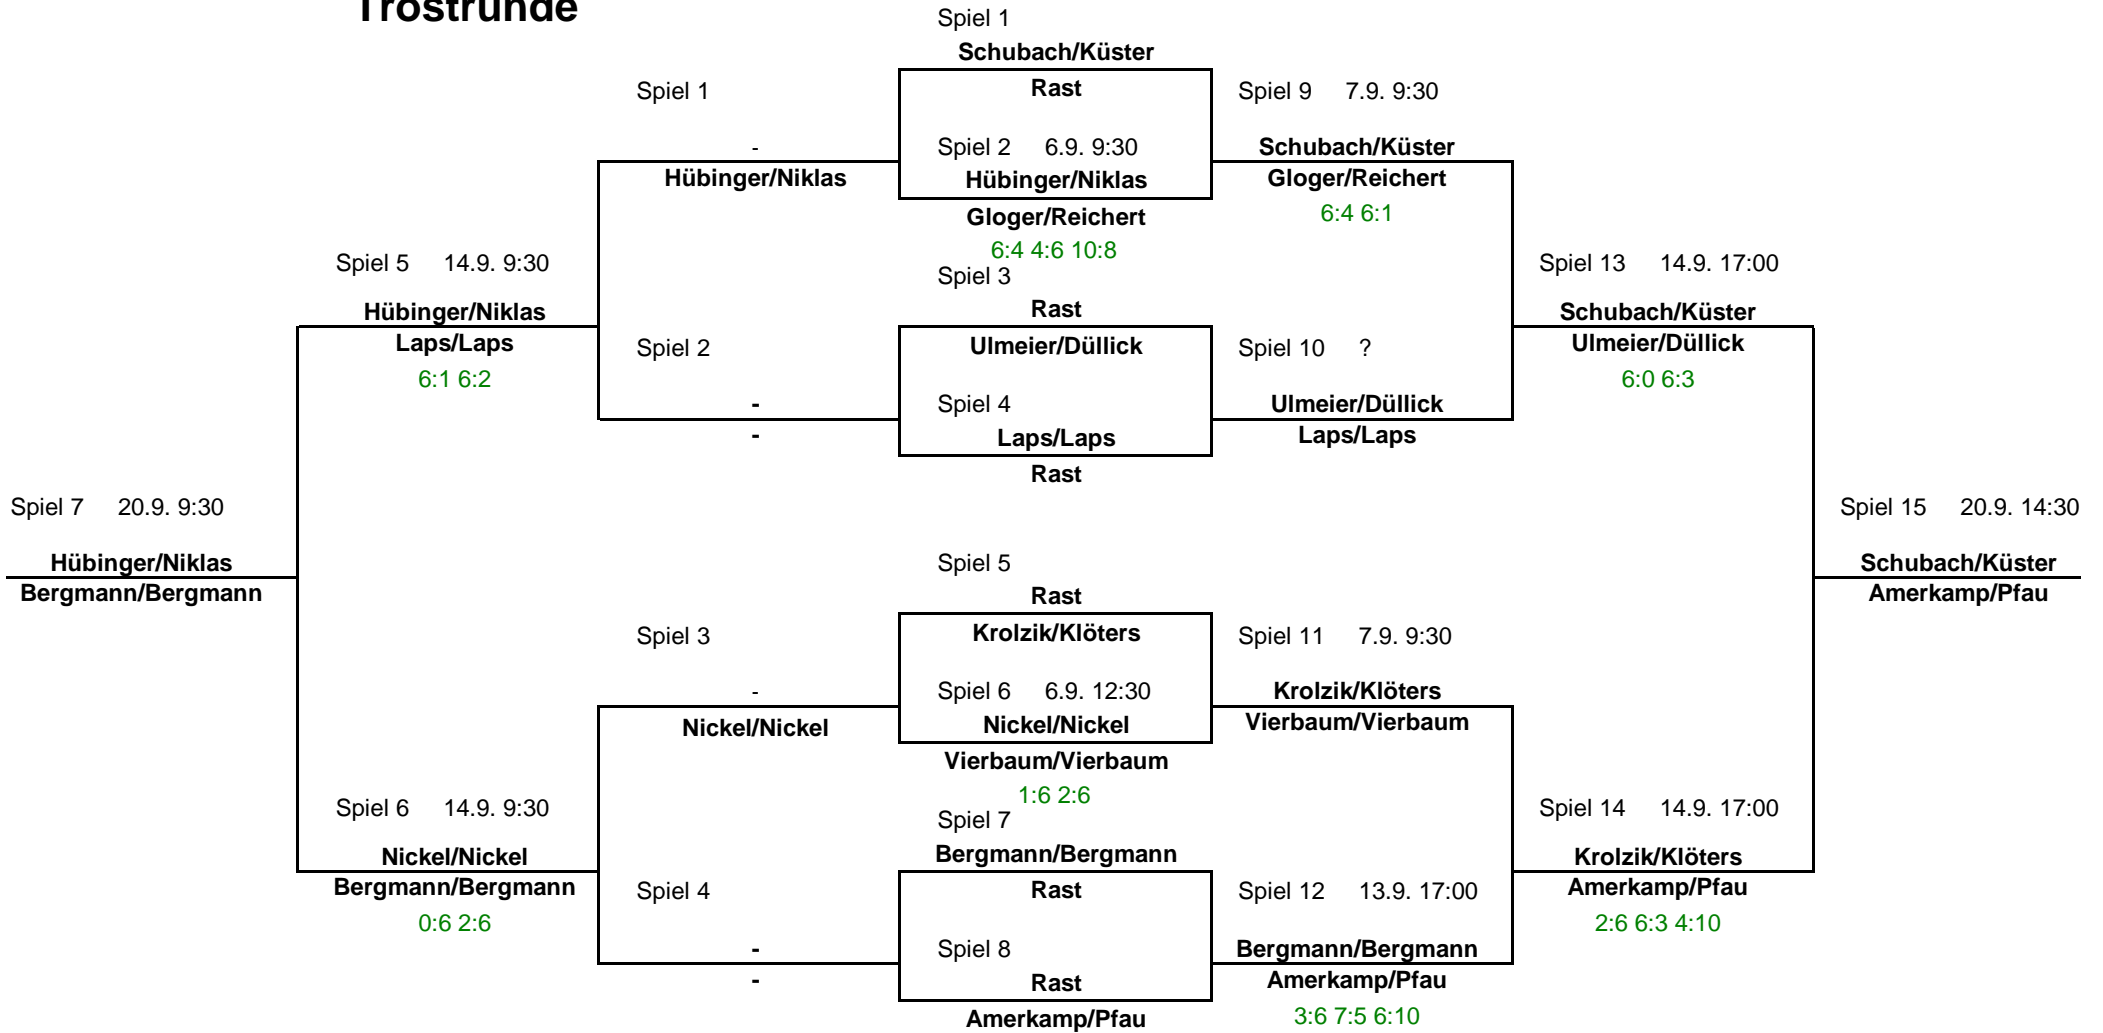 Trostrunde
Spiel 1
Schubach/Küster
Rast
Spiel 1
Spiel 9 7.9. 9:30
-
Hübinger/Niklas
Spiel 2 6.9. 9:30
Hübinger/Niklas
Gloger/Reichert
6:4 4:6 10:8
Schubach/Küster
Gloger/Reichert
6:4 6:1
Spiel 5 14.9. 9:30
Hübinger/Niklas
Laps/Laps
6:1 6:2
Spiel 3
Rast
Ulmeier/Düllick
Spiel 13 14.9. 17:00
Schubach/Küster
Ulmeier/Düllick
6:0 6:3
Spiel 2
-
-
Spiel 4
Laps/Laps
Rast
Spiel 10 ?
Ulmeier/Düllick
Laps/Laps
Spiel 7 20.9. 9:30
Hübinger/Niklas
Bergmann/Bergmann
Spiel 15 20.9. 14:30
Schubach/Küster
Amerkamp/Pfau
Spiel 5
Rast
Krolzik/Klöters
Spiel 3
-
Nickel/Nickel
Spiel 6 6.9. 12:30
Nickel/Nickel
Vierbaum/Vierbaum
1:6 2:6
Spiel 11 7.9. 9:30
Krolzik/Klöters
Vierbaum/Vierbaum
Spiel 6 14.9. 9:30
Nickel/Nickel
Bergmann/Bergmann
0:6 2:6
Spiel 7
Bergmann/Bergmann
Rast
Spiel 14 14.9. 17:00
Krolzik/Klöters
Amerkamp/Pfau
2:6 6:3 4:10
Spiel 4
-
-
Spiel 8
Rast
Amerkamp/Pfau
Spiel 12 13.9. 17:00
Bergmann/Bergmann
Amerkamp/Pfau
3:6 7:5 6:10